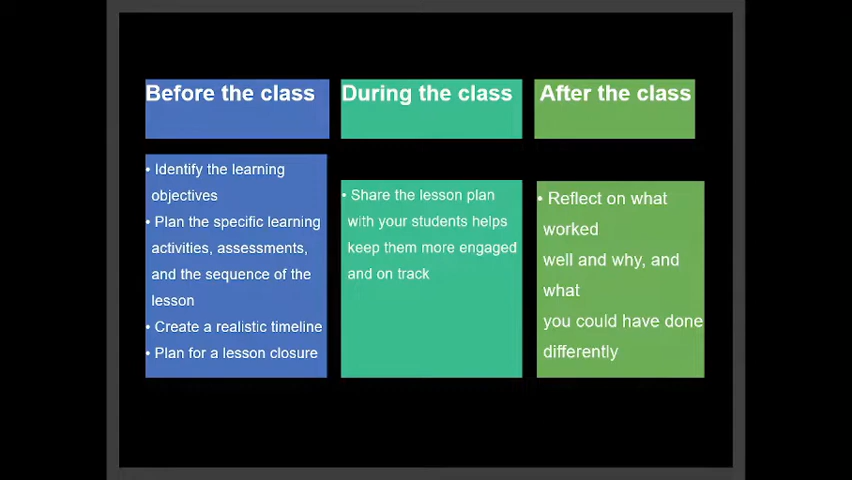 Before the class
• Identify the learning
objectives
• Plan the specific learning
activities, assessments,
and the sequence of the
lesson
• Create a realistic timeline
• Plan for a lesson closure
During the class
• Share the lesson plan
with your students helps
keep them more engaged
and on track
After the class
• Reflect on what
worked
well and why, and
what
you could have done
differently